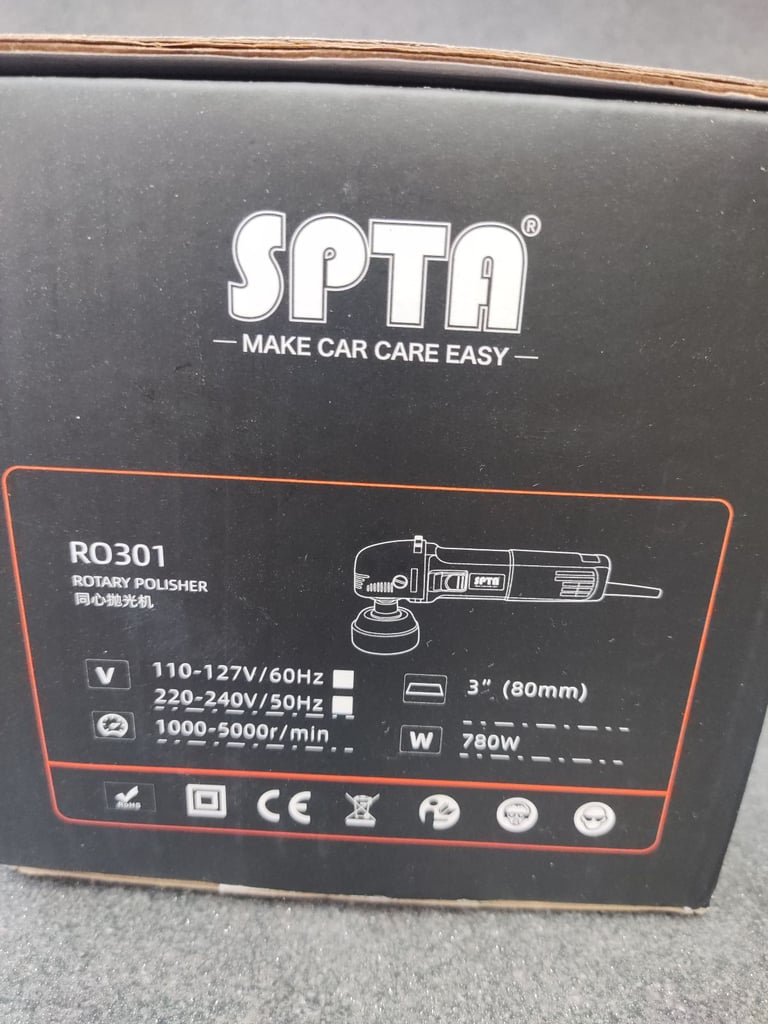 SPTA®
MAKE CAR CARE EASY
RO301
ROTARY POLISHER
同心抛光机
SPTA
V
110-127V/60Hz
220-240V/50Hz
1000-5000r/min
3" (80mm)
W
780W
RoHS
CE